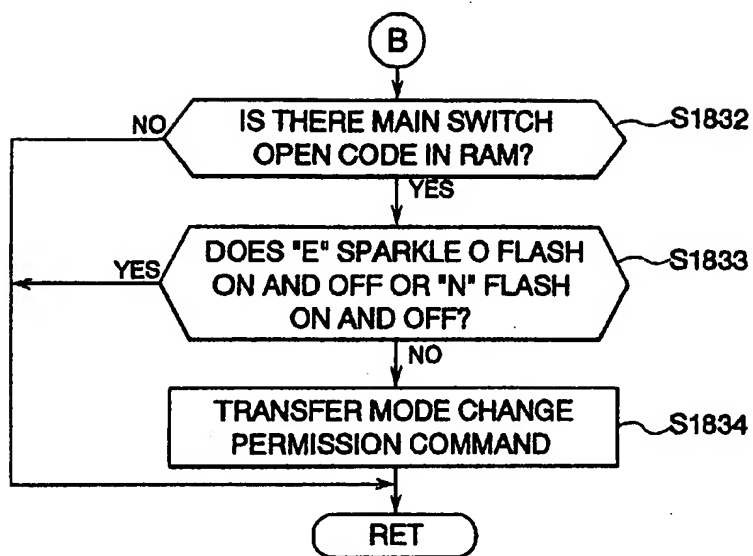 B
IS THERE MAIN SWITCH
OPEN CODE IN RAM?
S1832
NO
YES
DOES "E" SPARKLE O FLASH
ON AND OFF OR "N" FLASH
ON AND OFF?
S1833
YES
NO
TRANSFER MODE CHANGE
PERMISSION COMMAND
S1834
RET